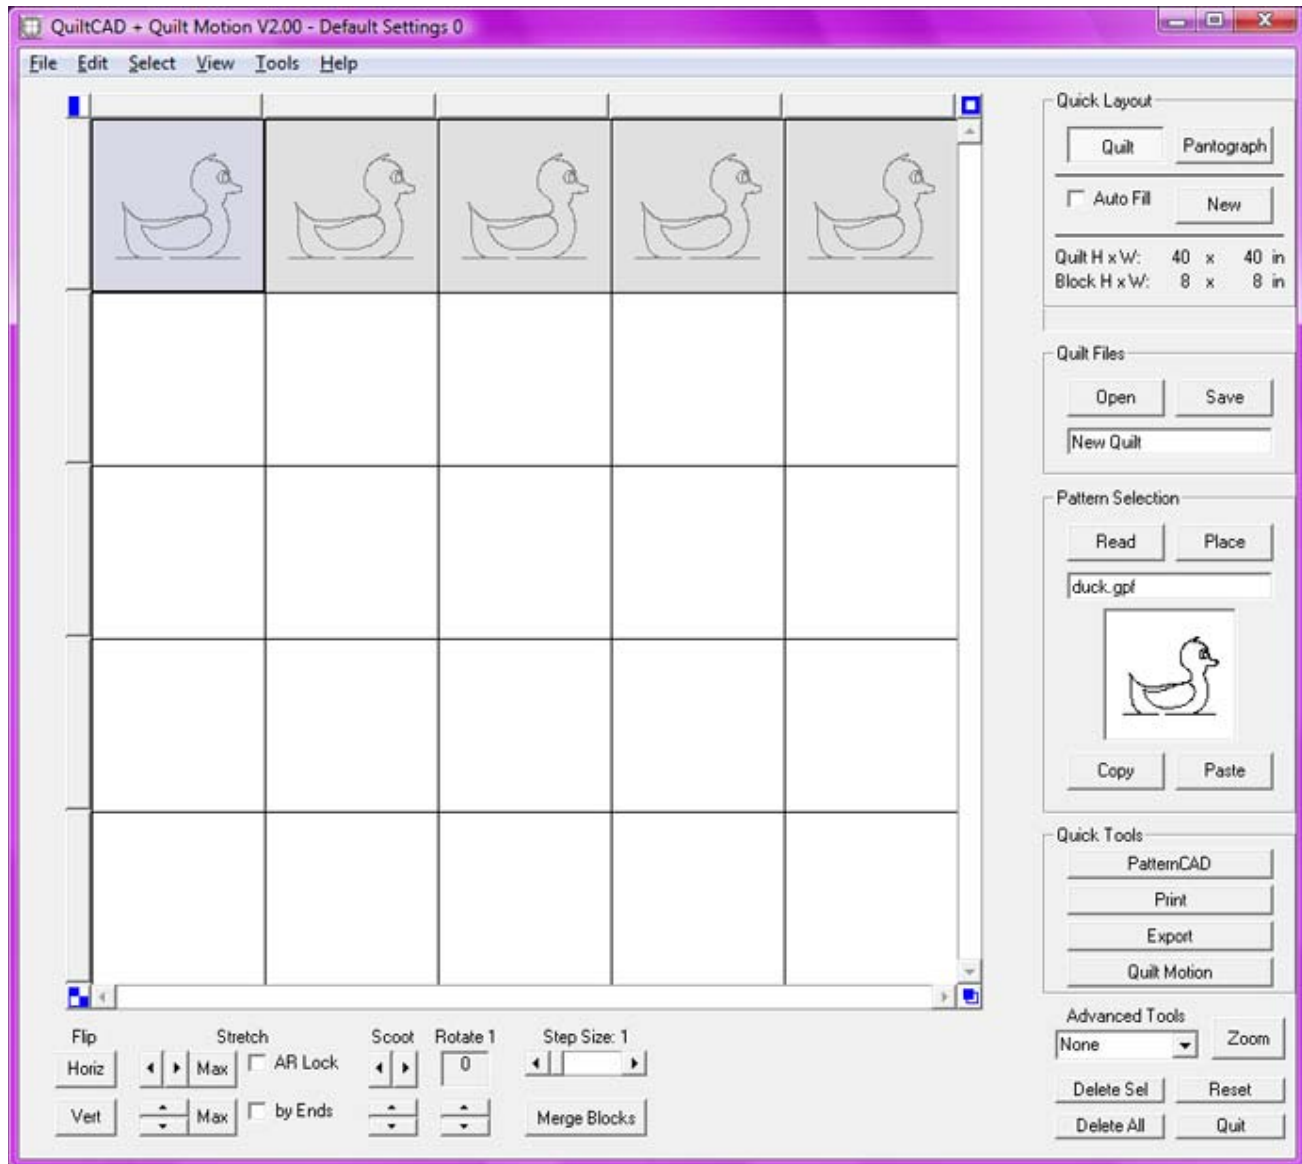 QuiltCAD + Quilt Motion V2.00 - Default Settings 0
File Edit Select View Tools Help
Quick Layout
Quilt Pantograph
Auto Fill New
Quilt H x W: 40 x 40 in
Block H x W: 8 x 8 in
Quilt Files
Open Save
New Quilt
Pattern Selection
Read Place
duck.gpf
Copy Paste
Quick Tools
PatternCAD
Print
Export
Quilt Motion
Advanced Tools
None Zoom
Delete Sel Reset
Delete All Quit
Flip Stretch Scoot Rotate 1 Step Size: 1
Horiz Max AR Lock 0
Vert Max by Ends Merge Blocks